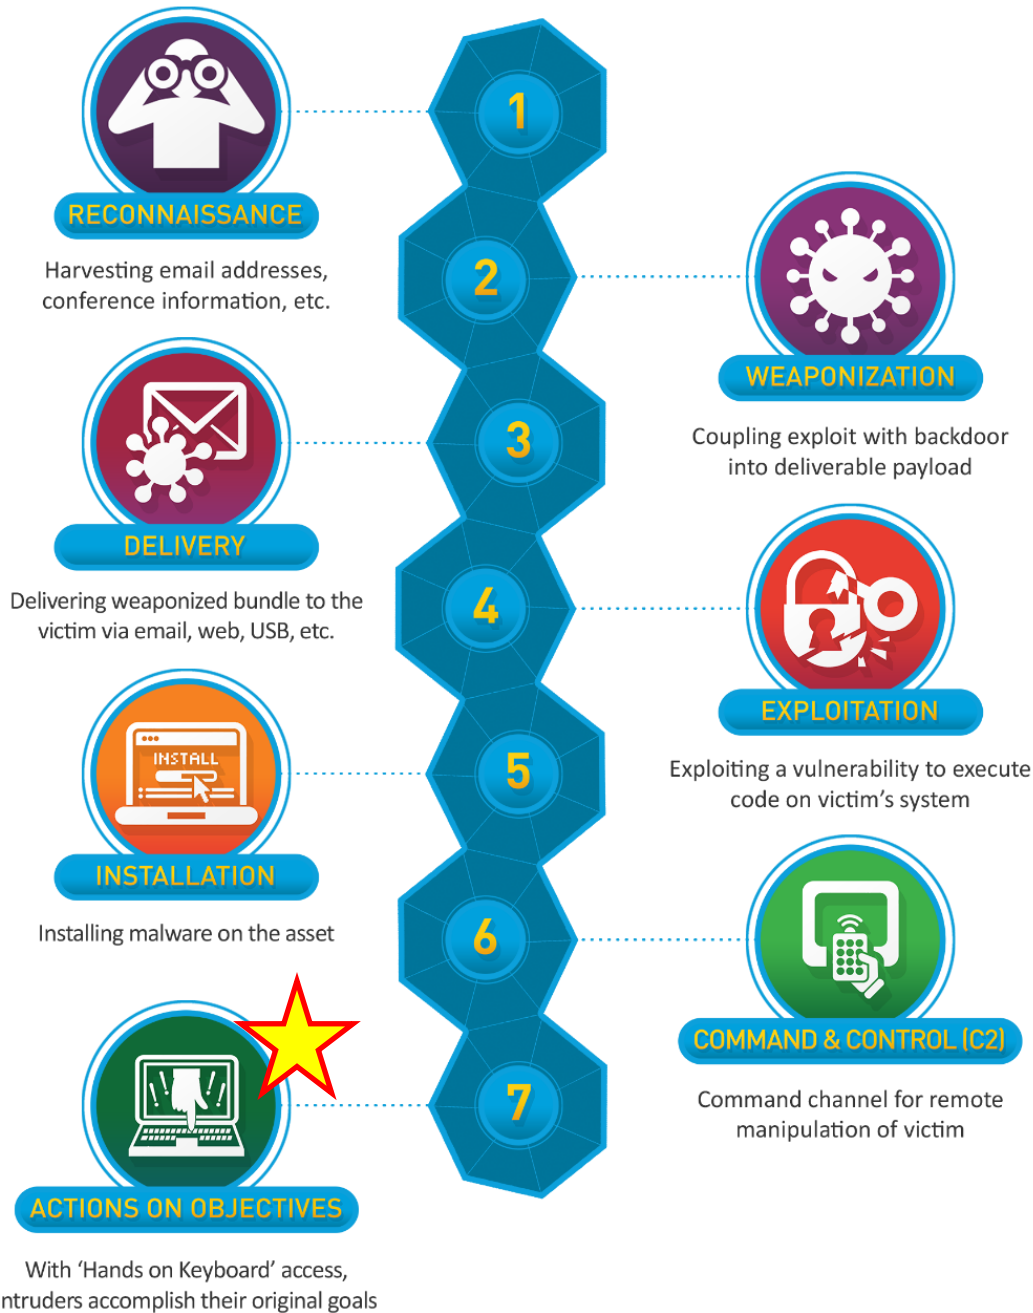 1
RECONNAISSANCE
Harvesting email addresses,
conference information, etc.
2
WEAPONIZATION
Coupling exploit with backdoor
into deliverable payload
3
DELIVERY
Delivering weaponized bundle to the
victim via email, web, USB, etc.
4
EXPLOITATION
Exploiting a vulnerability to execute
code on victim's system
5
INSTALL
INSTALLATION
Installing malware on the asset
6
COMMAND & CONTROL (C2)
Command channel for remote
manipulation of victim
7
! ! ! !
ACTIONS ON OBJECTIVES
With ‘Hands on Keyboard’ access,
ntruders accomplish their original goals